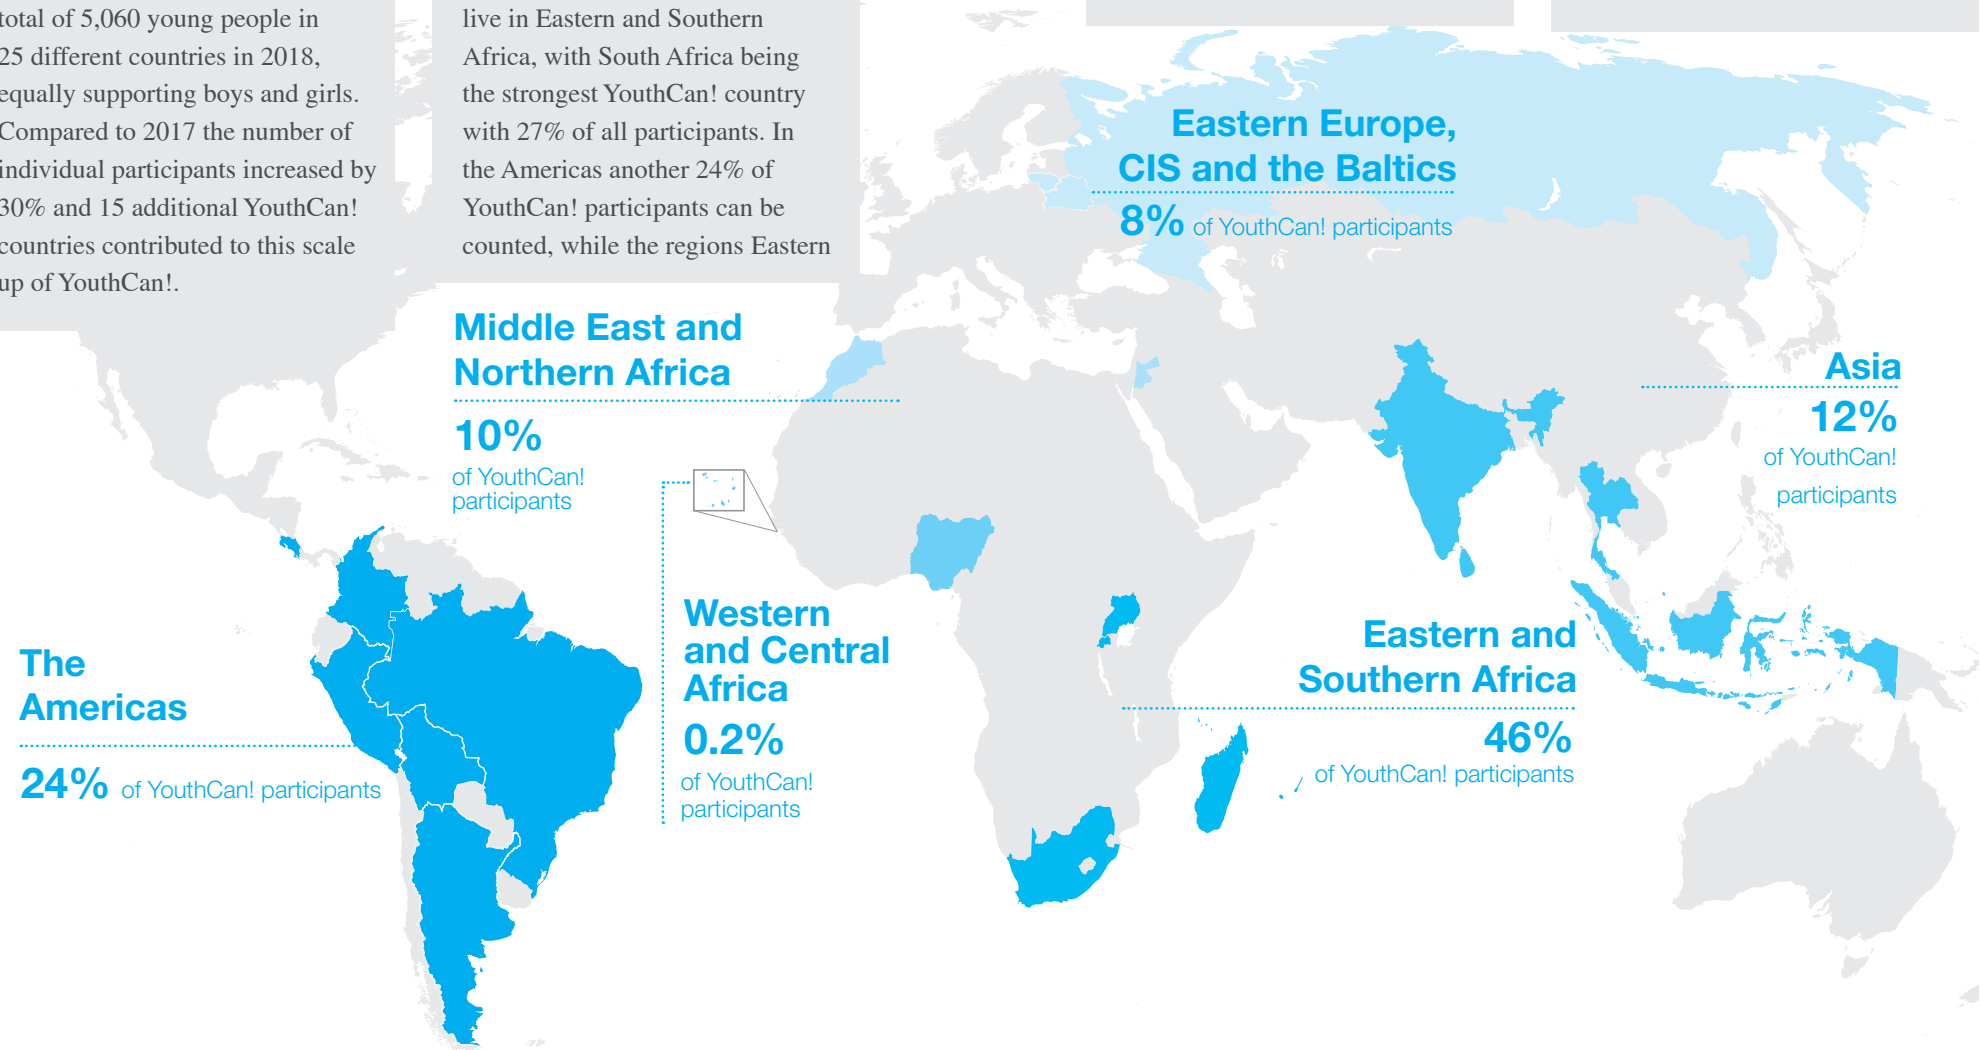 total of 5,060 young people in
25 different countries in 2018,
equally supporting boys and girls.
Compared to 2017 the number of
individual participants increased by
30% and 15 additional YouthCan!
countries contributed to this scale
up of YouthCan!.
live in Eastern and Southern
Africa, with South Africa being
the strongest YouthCan! country
with 27% of all participants. In
the Americas another 24% of
YouthCan! participants can be
counted, while the regions Eastern
Eastern Europe,
CIS and the Baltics
8% of YouthCan! participants
Middle East and
Northern Africa
10%
of YouthCan!
participants
Asia
12%
of YouthCan!
participants
The
Americas
24% of YouthCan! participants
Western
and Central
Africa
0.2%
of YouthCan!
participants
Eastern and
Southern Africa
46%
of YouthCan! participants